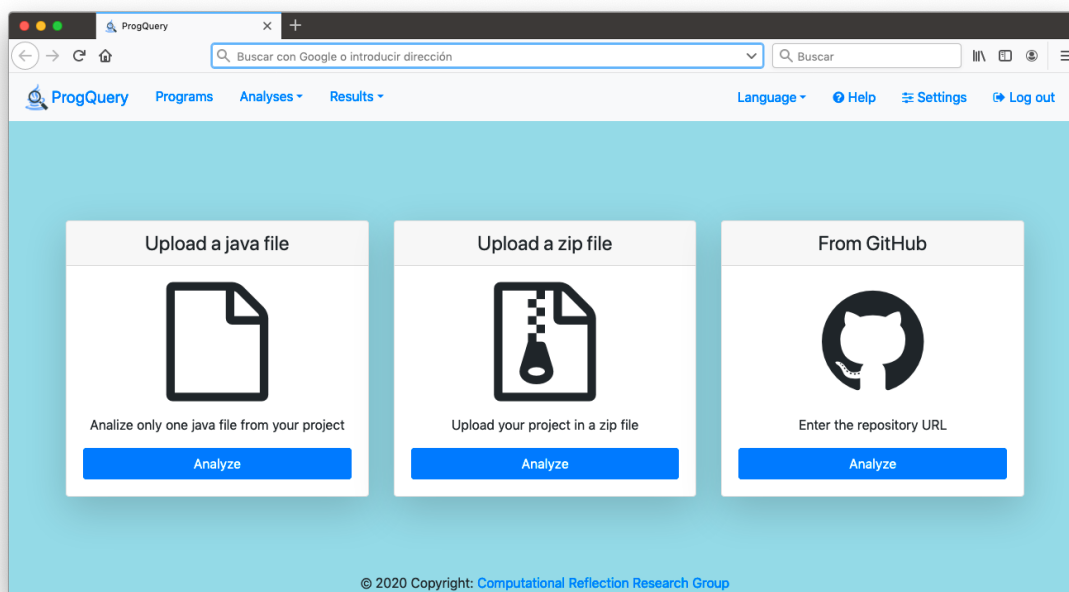 ProgQuery
Buscar con Google o introducir dirección
Buscar
ProgQuery Programs Analyses Results Language Help Settings Log out
Upload a java file
Upload a zip file
From GitHub
Analize only one java file from your project
Upload your project in a zip file
Enter the repository URL
Analyze
Analyze
Analyze
© 2020 Copyright: Computational Reflection Research Group